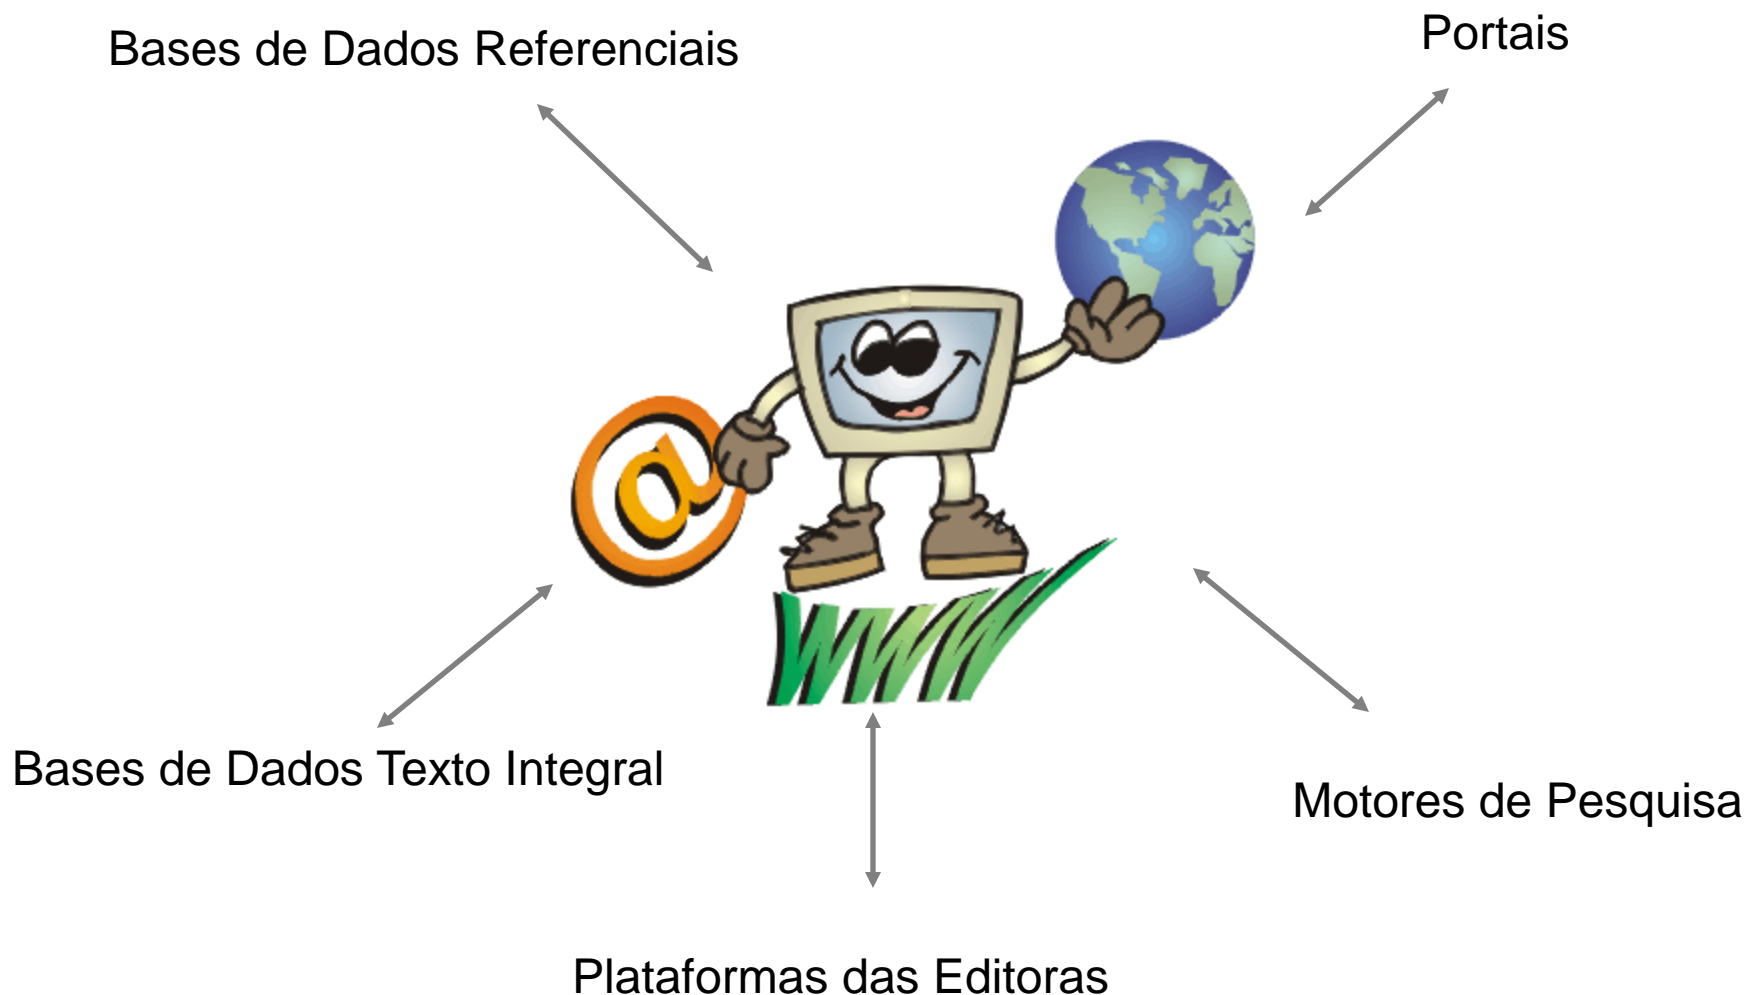 Portais
Bases de Dados Referenciais
@
www
Bases de Dados Texto Integral
Motores de Pesquisa
Plataformas das Editoras